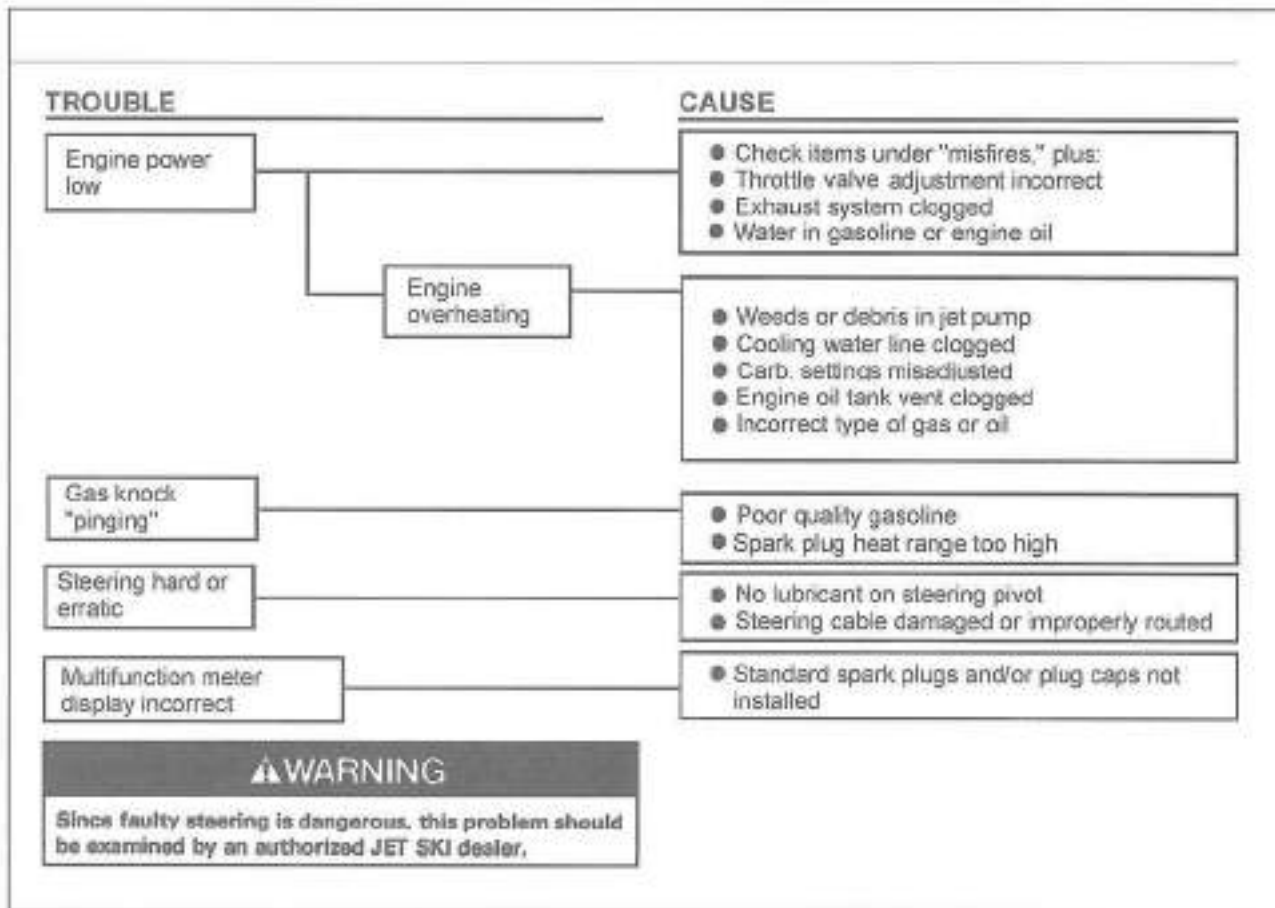 TROUBLE
CAUSE
Engine power
low
● Check items under "misfires," plus:
● Throttle valve adjustment incorrect
● Exhaust system clogged
● Water in gasoline or engine oil
Engine
overheating
● Weeds or debris in jet pump
● Cooling water line clogged
● Carb. settings misadjusted
● Engine oil tank vent clogged
● Incorrect type of gas or oil
Gas knock
"pinging"
● Poor quality gasoline
● Spark plug heat range too high
Steering hard or
erratic
● No lubricant on steering pivot
● Steering cable damaged or improperly routed
Multifunction meter
display incorrect
● Standard spark plugs and/or plug caps not
installed
⚠WARNING
Since faulty steering is dangerous, this problem should
be examined by an authorized JET SKI dealer.